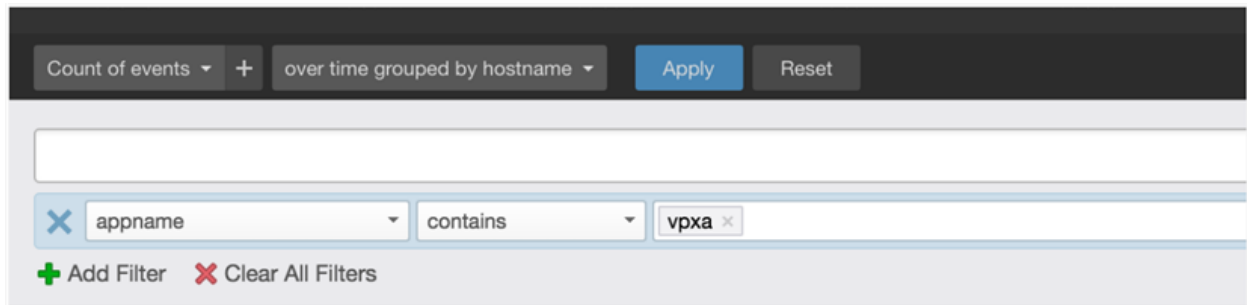 Count of events + over time grouped by hostname Apply Reset
appname contains vpxa ×
Add Filter Clear All Filters